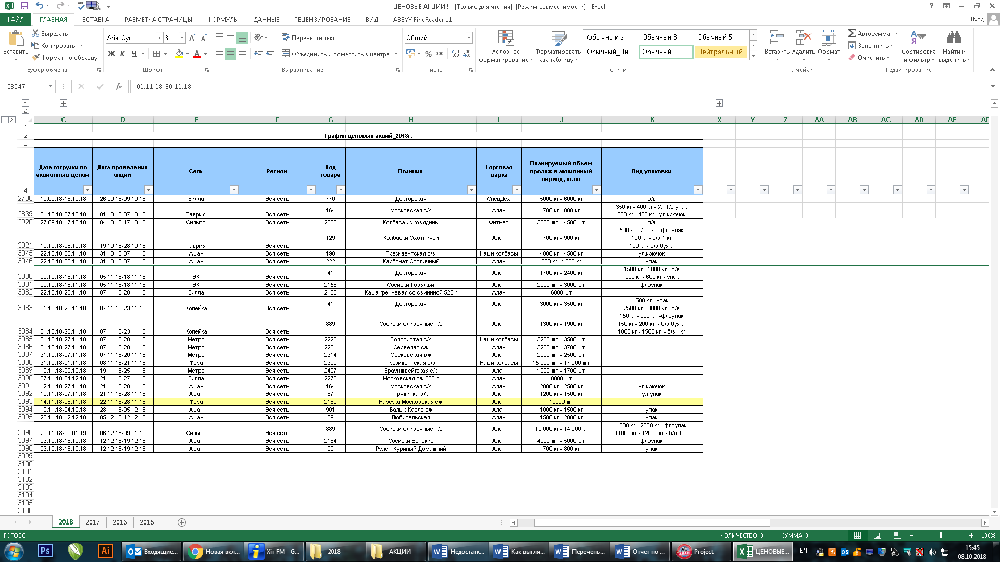 ЦЕНОВЫЕ АКЦИИ!!!! [Только для чтения] [Режим совместимости] - Excel
ФАЙЛ ГЛАВНАЯ ВСТАВКА РАЗМЕТКА СТРАНИЦЫ ФОРМУЛЫ ДАННЫЕ РЕЦЕНЗИРОВАНИЕ ВИД ABBYY FineReader 11 Вход
Вставить Вырезать Копировать Формат по образцу Буфер обмена
Arial Cyr 8 Ж К Ч Шрифт
Перенести текст Объединить и поместить в центре Выравнивание
Общий % 000 Число
Условное форматирование Форматировать как таблицу
Обычный 2 Обычный 3 Обычный 5
Обычный_Ли... Обычный Нейтральный
Стили
Вставить Удалить Формат Ячейки
Автосумма Заполнить Очистить Сортировка и фильтр Найти и выделить Редактирование
C3047 01.11.18-30.11.18
1
2
1 2 C D E F G H I J K X Y Z AA AB AC AD AE
1
2 График ценовых акций_2018г.
3
4 Дата отгрузки по акционным ценам Дата проведения акции Сеть Регион Код товара Позиция Торговая марка Планируемый объем продаж в акционный период, кг,шт Вид упаковки
2780 12.09.18-16.10.18 26.09.18-09.10.18 Билла Вся сеть 770 Докторская СпецЦех 5000 кг - 6000 кг б/в
2839 01.10.18-07.10.18 01.10.18-07.10.18 Таврия Вся сеть 164 Московская с/к Алан 700 кг - 800 кг 350 кг - 400 кг - Ул 1/2 упак
350 кг - 400 кг - ул.крючок
2920 27.09.18-17.10.18 04.10.18-17.10.18 Сильпо Вся сеть 2036 Колбаса из говядины Фитнес 3500 шт - 4500 шт п/а
3021 19.10.18-28.10.18 19.10.18-28.10.18 Таврия Вся сеть 129 Колбаски Охотничьи Алан 700 кг - 900 кг 500 кг - 700 кг - флоупак
100 кг - б/в 1 кг
100 кг - б/в 0,5 кг
3045 22.10.18-06.11.18 31.10.18-07.11.18 Ашан Вся сеть 198 Президентская с/в Наши колбасы 4000 кг - 4500 кг ул.крючок
3046 22.10.18-06.11.18 31.10.18-07.11.18 Ашан Вся сеть 222 Карбонат Столичный Алан 800 кг - 1000 кг упак
3080 29.10.18-18.11.18 05.11.18-18.11.18 ВК Вся сеть 41 Докторская Алан 1700 кг - 2400 кг 1500 кг - 1800 кг - б/в
200 кг - 600 кг - упак
3081 29.10.18-18.11.18 05.11.18-18.11.18 ВК Вся сеть 2158 Сосиски Говяжьи Алан 2000 шт - 3000 шт флоупак
3082 22.10.18-20.11.18 07.11.18-20.11.18 Билла Вся сеть 2133 Каша гречневая со свининой 525 г Алан 6000 шт
3083 31.10.18-23.11.18 07.11.18-23.11.18 Копейка Вся сеть 41 Докторская Алан 3000 кг - 3500 кг 500 кг - упак
2500 кг - 3000 кг - б/в
3084 31.10.18-23.11.18 07.11.18-23.11.18 Копейка Вся сеть 889 Сосиски Сливочные н/о Алан 1300 кг - 1900 кг 150 кг - 200 кг -флоупак
150 кг - 200 кг - б/в 0,5 кг
1000 кг - 1500 кг - б/в 1кг
3085 31.10.18-27.11.18 07.11.18-20.11.18 Метро Вся сеть 2225 Золотистая с/к Наши колбасы 3200 шт - 3500 шт
3086 31.10.18-27.11.18 07.11.18-20.11.18 Метро Вся сеть 2251 Сервелат с/к Алан 3200 шт - 3700 шт
3087 31.10.18-27.11.18 07.11.18-20.11.18 Метро Вся сеть 2314 Московская в/к Алан 2000 шт - 2500 шт
3088 31.10.18-21.11.18 08.11.18-21.11.18 Фора Вся сеть 2329 Президентская с/в Наши колбасы 15 000 шт - 17 000 шт
3089 12.11.18-02.12.18 19.11.18-25.11.18 Метро Вся сеть 2407 Брауншвейгская с/к Алан 1200 шт - 1700 шт
3090 07.11.18-04.12.18 21.11.18-27.11.18 Билла Вся сеть 2273 Московская с/к 360 г Алан 8000 шт
3091 12.11.18-27.11.18 21.11.18-28.11.18 Ашан Вся сеть 164 Московская с/к Алан 2000 кг - 2500 кг ул.крючок
3092 12.11.18-27.11.18 21.11.18-28.11.18 Ашан Вся сеть 67 Грудинка в/к Алан 1200 кг - 1500 кг ул.упак
3093 14.11.18-28.11.18 22.11.18-28.11.18 Фора Вся сеть 2182 Нарезка Московская с/к Алан 12000 шт
3094 19.11.18-04.12.18 28.11.18-05.12.18 Ашан Вся сеть 901 Балык Касло с/к Алан 1000 кг - 1500 кг упак
3095 26.11.18-12.12.18 05.12.18-12.12.18 Ашан Вся сеть 39 Любительская Алан 1500 кг - 2000 кг упак
3096 29.11.18-09.01.19 06.12.18-09.01.19 Сильпо Вся сеть 889 Сосиски Сливочные н/о Алан 12 000 кг - 14 000 кг 1000 кг - 2000 кг - флоупак
11000 кг - 12000 кг - б/в 1 кг
3097 03.12.18-18.12.18 12.12.18-19.12.18 Ашан Вся сеть 2164 Сосиски Венские Алан 4000 шт - 5000 шт флоупак
3098 03.12.18-18.12.18 12.12.18-19.12.18 Ашан Вся сеть 90 Рулет Куриный Домашний Алан 700 кг - 800 кг упак
3099
3100
3101
3102
3103
3104
3105
3106
2018 2017 2016 2015
ГОТОВО КОЛИЧЕСТВО: 0 СУММА: 0 100%
Ps Ai Входящие... Новая вкл... Хіт FM - G... 2018 АКЦИИ Недостатк... Как выгля... Перечень... Отчет по ... Project ЦЕНОВЫЕ... EN 15:45
08.10.2018